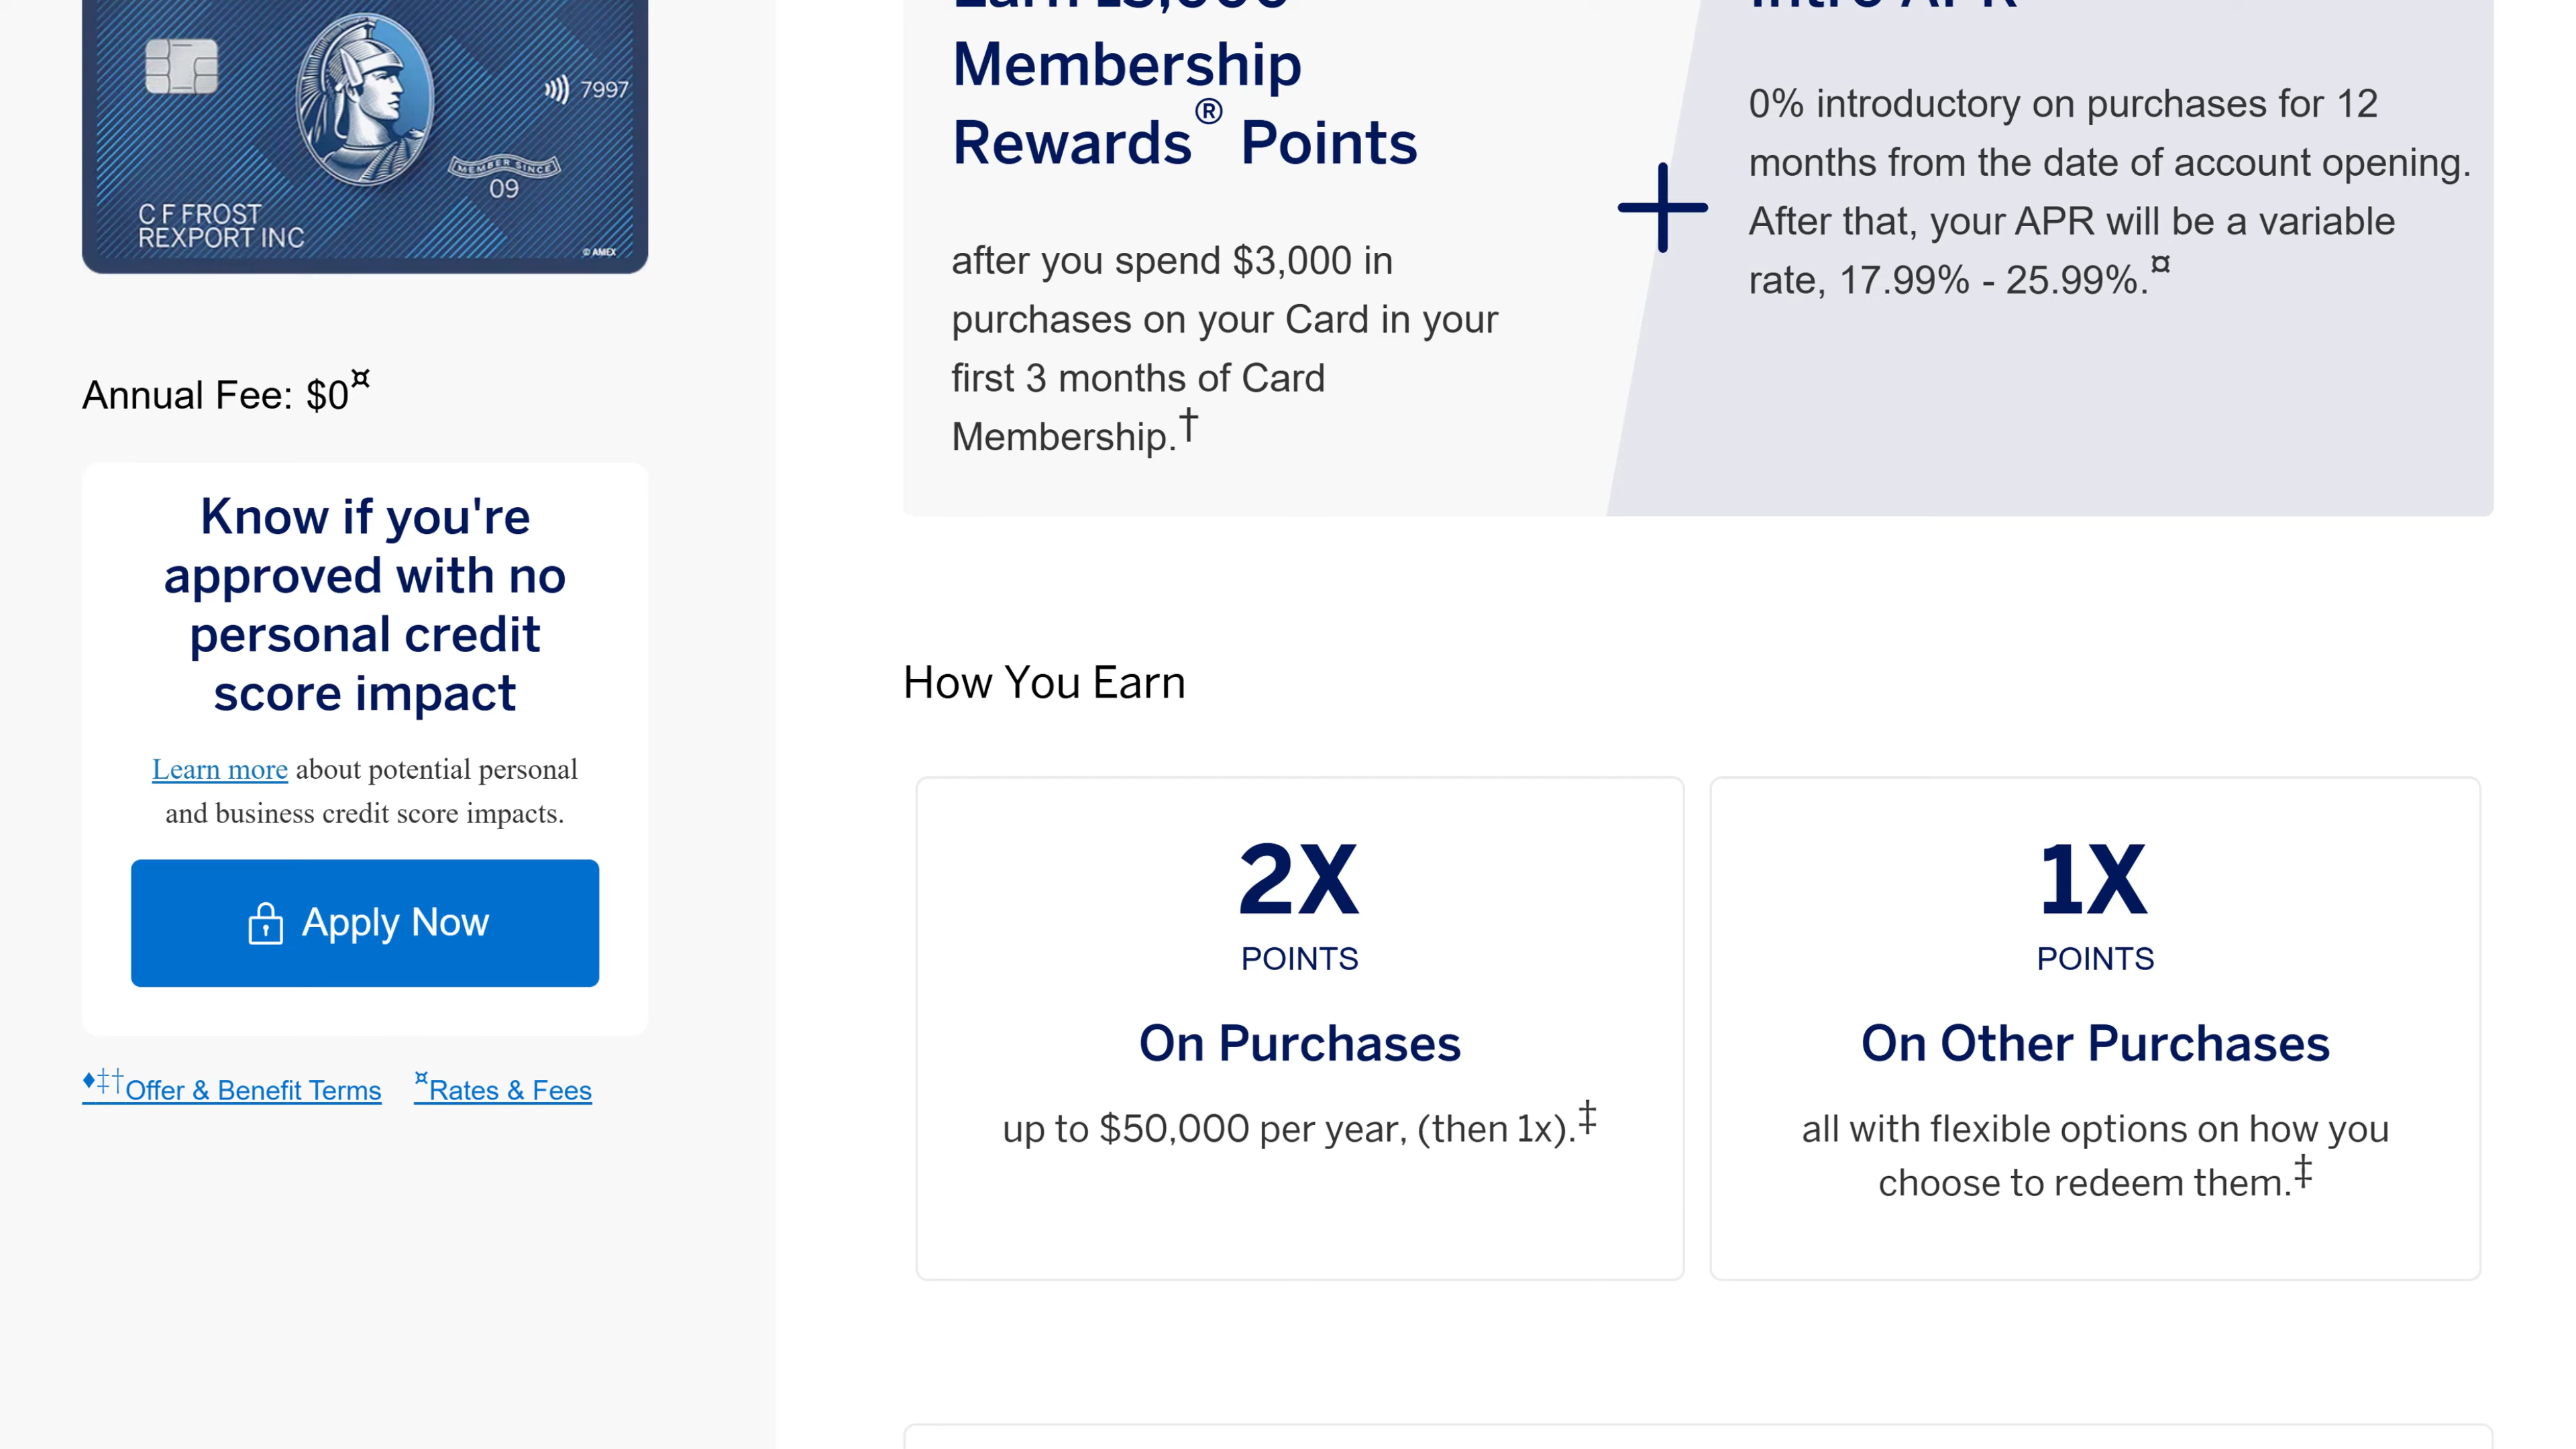 7997
MEMBER SINCE
09
C F FROST
REXPORT INC
© AMEX
Annual Fee: $0¤
Know if you're
approved with no
personal credit
score impact
Learn more about potential personal
and business credit score impacts.
Apply Now
♦‡†Offer & Benefit Terms ¤Rates & Fees
Membership
Rewards® Points
after you spend $3,000 in
purchases on your Card in your
first 3 months of Card
Membership.†
+
Intro APR
0% introductory on purchases for 12
months from the date of account opening.
After that, your APR will be a variable
rate, 17.99% - 25.99%.¤
How You Earn
2X
POINTS
On Purchases
up to $50,000 per year, (then 1x).‡
1X
POINTS
On Other Purchases
all with flexible options on how you
choose to redeem them.‡